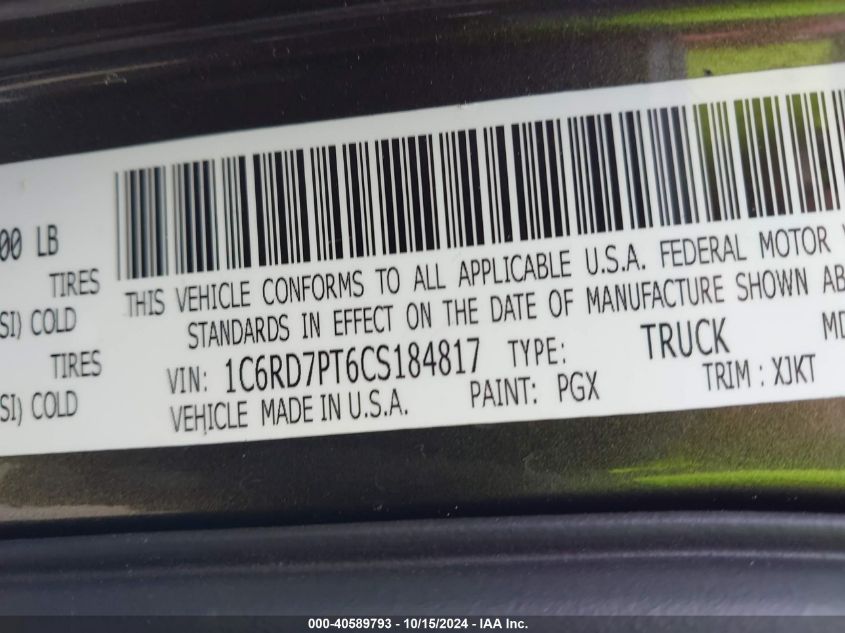 00 LB
TIRES
SI) COLD
TIRES
SI) COLD
THIS VEHICLE CONFORMS TO ALL APPLICABLE U.S.A. FEDERAL MOTOR V
STANDARDS IN EFFECT ON THE DATE OF MANUFACTURE SHOWN AB
VIN: 1C6RD7PT6CS184817 TYPE: TRUCK MD
VEHICLE MADE IN U.S.A. PAINT: PGX TRIM : XJKT
000-40589793 - 10/15/2024 - IAA Inc.